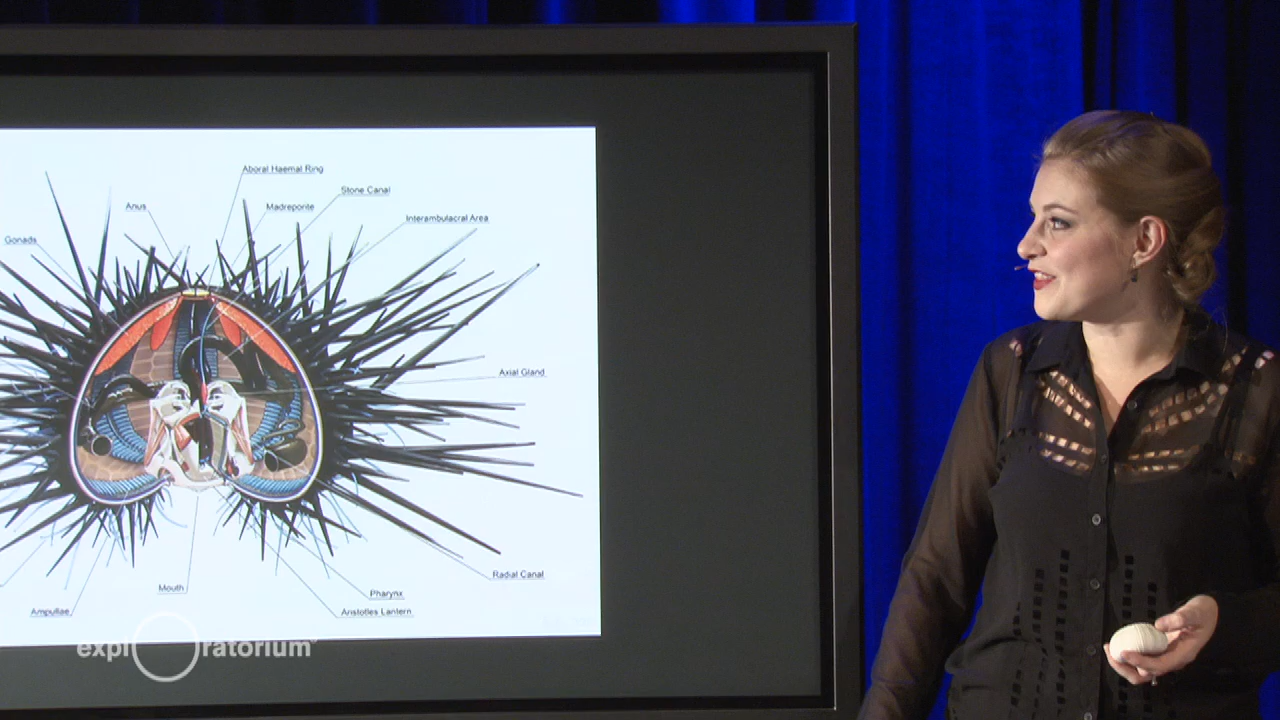 Aboral Haemal Ring
Stone Canal
Anus
Madreporite
Interambulacral Area
Gonads
Axial Gland
Radial Canal
Mouth
Pharynx
Ampullae
Aristotles Lantern
exploratorium